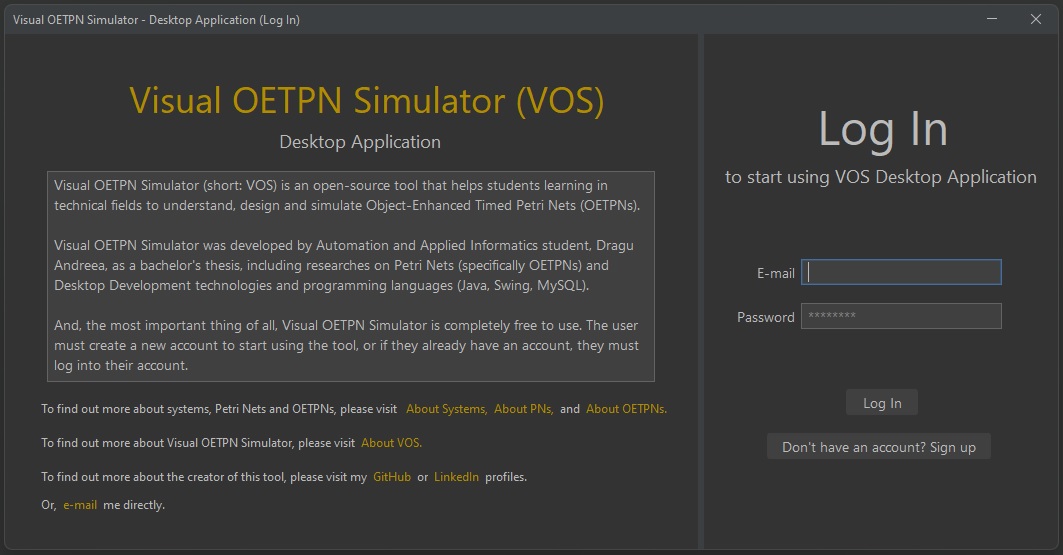 Visual OETPN Simulator - Desktop Application (Log In)
Visual OETPN Simulator (VOS)
Desktop Application
Visual OETPN Simulator (short: VOS) is an open-source tool that helps students learning in
technical fields to understand, design and simulate Object-Enhanced Timed Petri Nets (OETPNs).
Visual OETPN Simulator was developed by Automation and Applied Informatics student, Dragu
Andreea, as a bachelor's thesis, including researches on Petri Nets (specifically OETPNs) and
Desktop Development technologies and programming languages (Java, Swing, MySQL).
And, the most important thing of all, Visual OETPN Simulator is completely free to use. The user
must create a new account to start using the tool, or if they already have an account, they must
log into their account.
To find out more about systems, Petri Nets and OETPNs, please visit About Systems, About PNs, and About OETPNs.
To find out more about Visual OETPN Simulator, please visit About VOS.
To find out more about the creator of this tool, please visit my GitHub or LinkedIn profiles.
Or, e-mail me directly.
Log In
to start using VOS Desktop Application
E-mail
Password ********
Log In
Don't have an account? Sign up